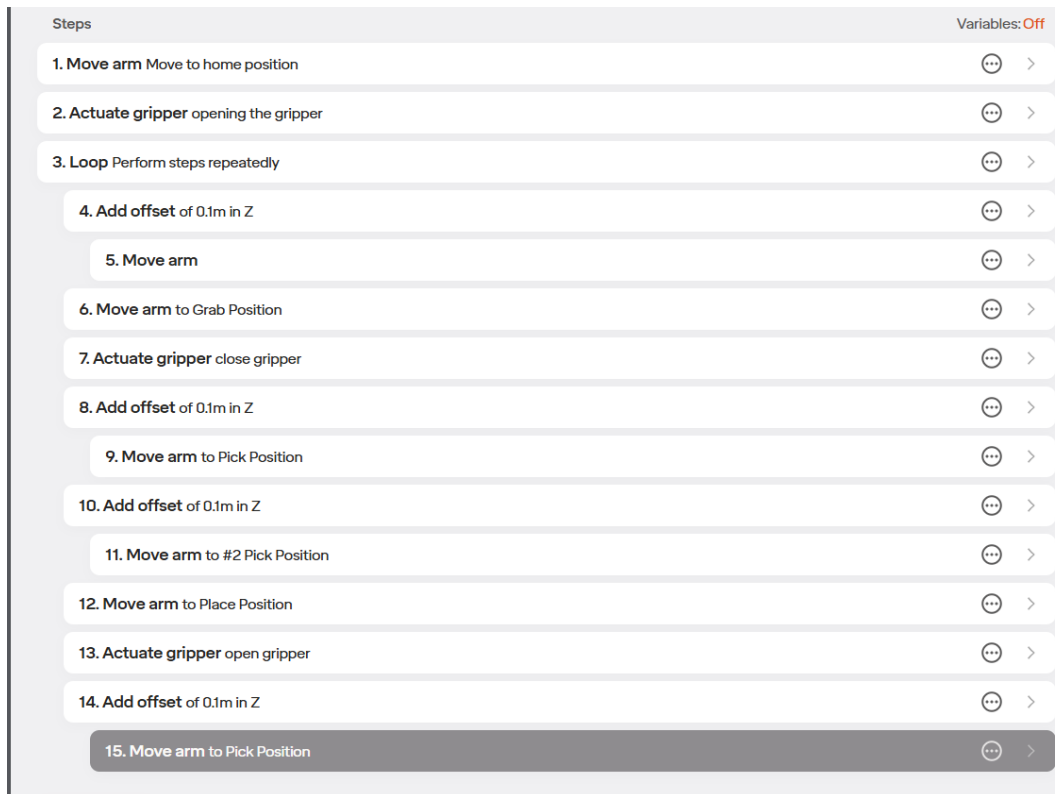 Steps
Variables: Off
1. Move arm Move to home position
2. Actuate gripper opening the gripper
3. Loop Perform steps repeatedly
4. Add offset of 0.1m in Z
5. Move arm
6. Move arm to Grab Position
7. Actuate gripper close gripper
8. Add offset of 0.1m in Z
9. Move arm to Pick Position
10. Add offset of 0.1m in Z
11. Move arm to #2 Pick Position
12. Move arm to Place Position
13. Actuate gripper open gripper
14. Add offset of 0.1m in Z
15. Move arm to Pick Position